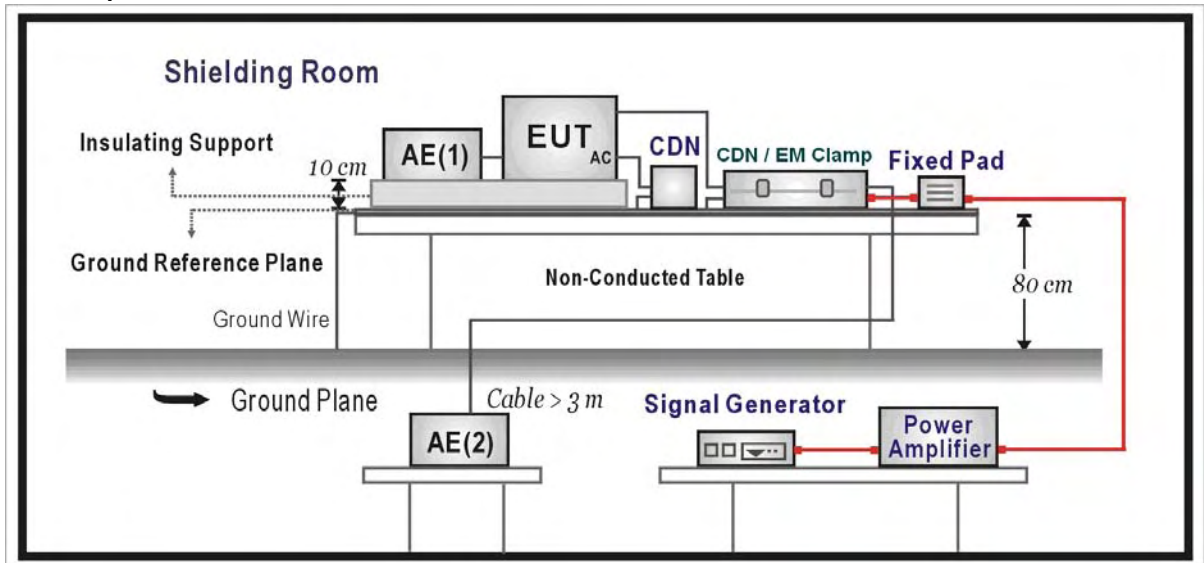 Shielding Room
Insulating Support
10 cm
AE(1)
EUT
AC
CDN
CDN / EM Clamp
Fixed Pad
Ground Reference Plane
Non-Conducted Table
80 cm
Ground Wire
Ground Plane
Cable > 3 m
Signal Generator
AE(2)
Power
Amplifier